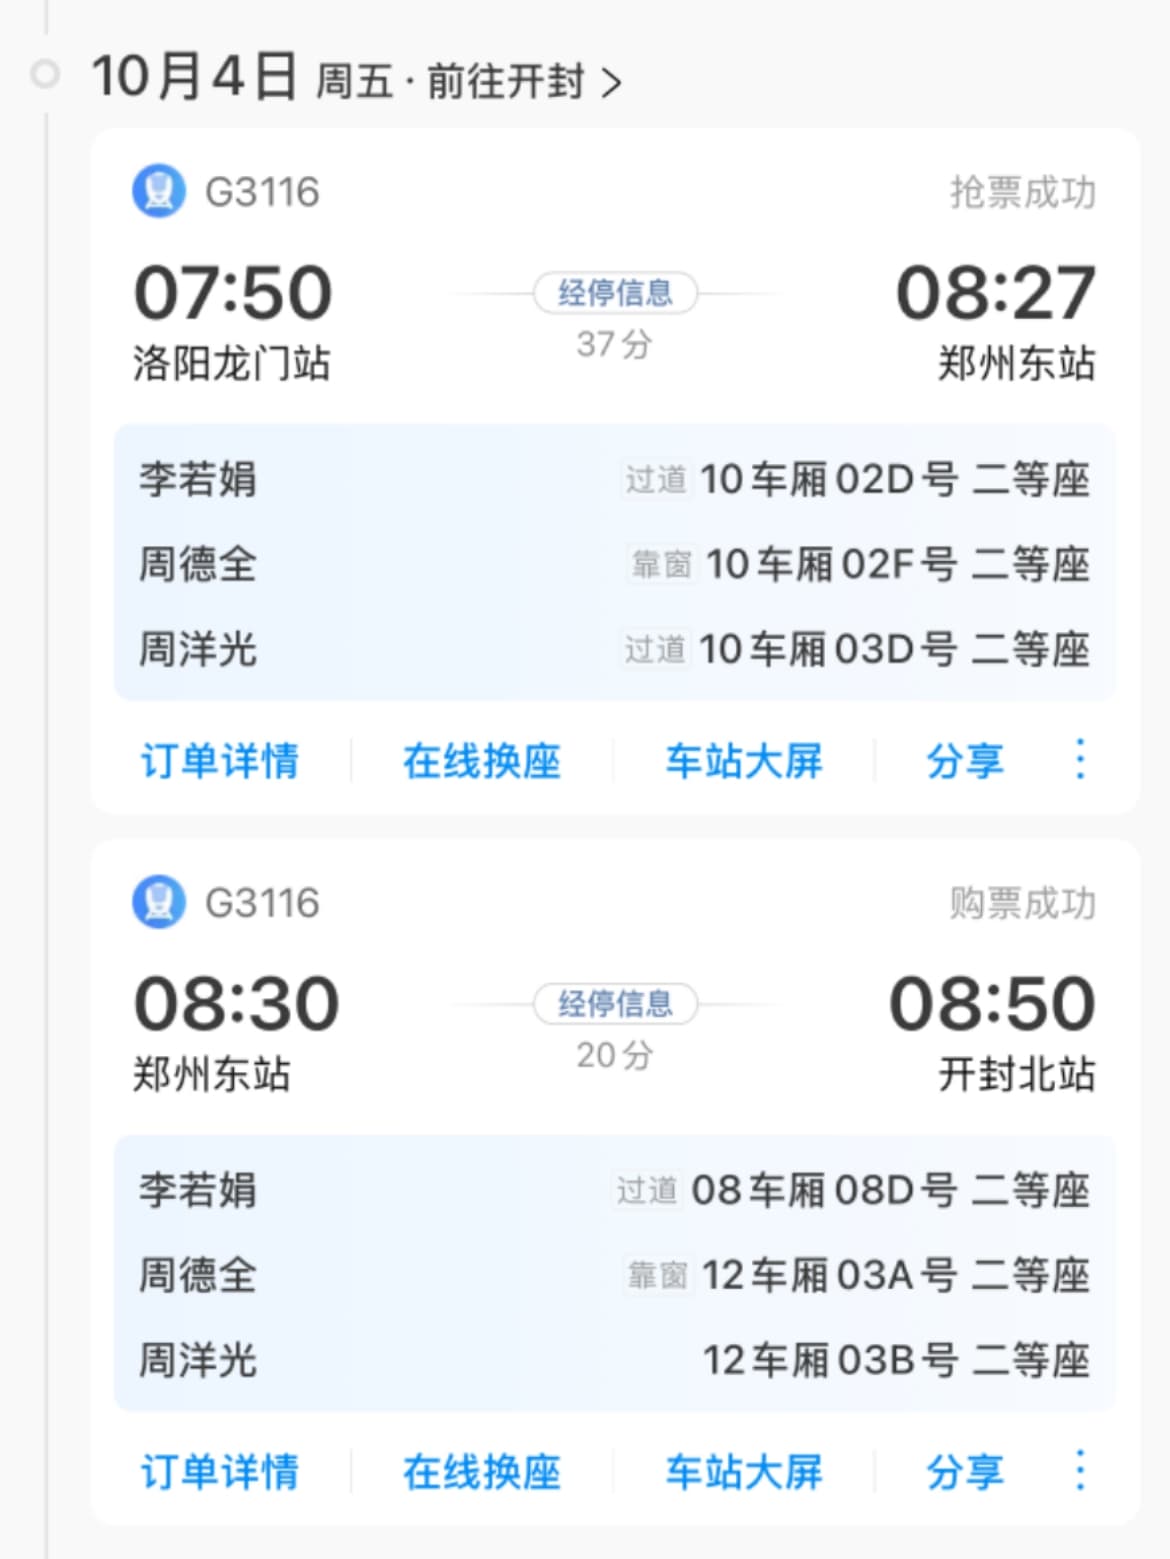 10月4日 周五 · 前往开封 >
G3116 抢票成功
07:50 经停信息 08:27
37分
洛阳龙门站 郑州东站
李若娟 过道 10车厢02D号 二等座
周德全 靠窗 10车厢02F号 二等座
周洋光 过道 10车厢03D号 二等座
订单详情 在线换座 车站大屏 分享
G3116 购票成功
08:30 经停信息 08:50
20分
郑州东站 开封北站
李若娟 过道 08车厢08D号 二等座
周德全 靠窗 12车厢03A号 二等座
周洋光 12车厢03B号 二等座
订单详情 在线换座 车站大屏 分享